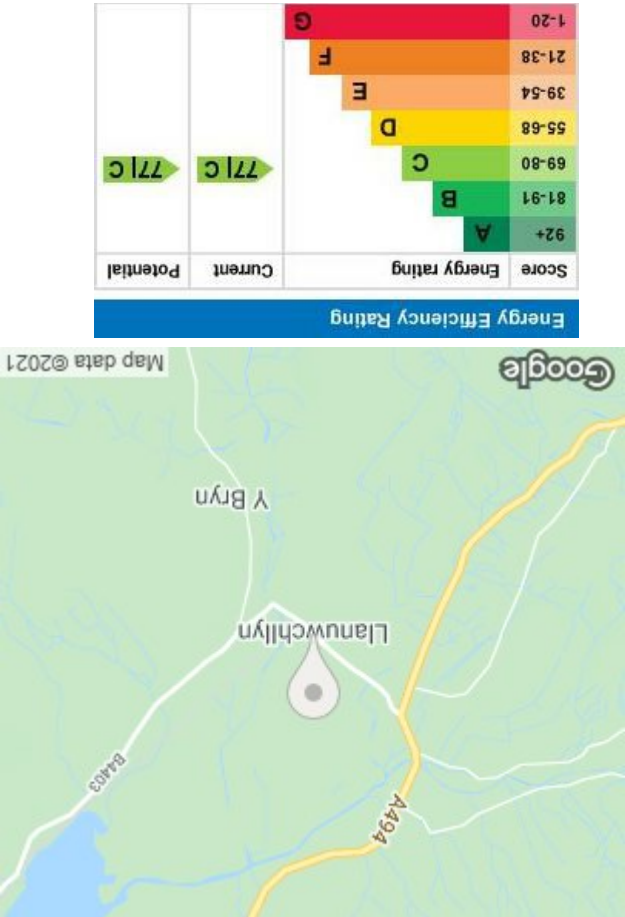 A494
B4403
Llanuwchllyn
Y Bryn
Google
Map data ©2021
Energy Efficiency Rating
Score Energy rating Current Potential
92+ A
81-91 B
69-80 C 77 | C 77 | C
55-68 D
39-54 E
21-38 F
1-20 G